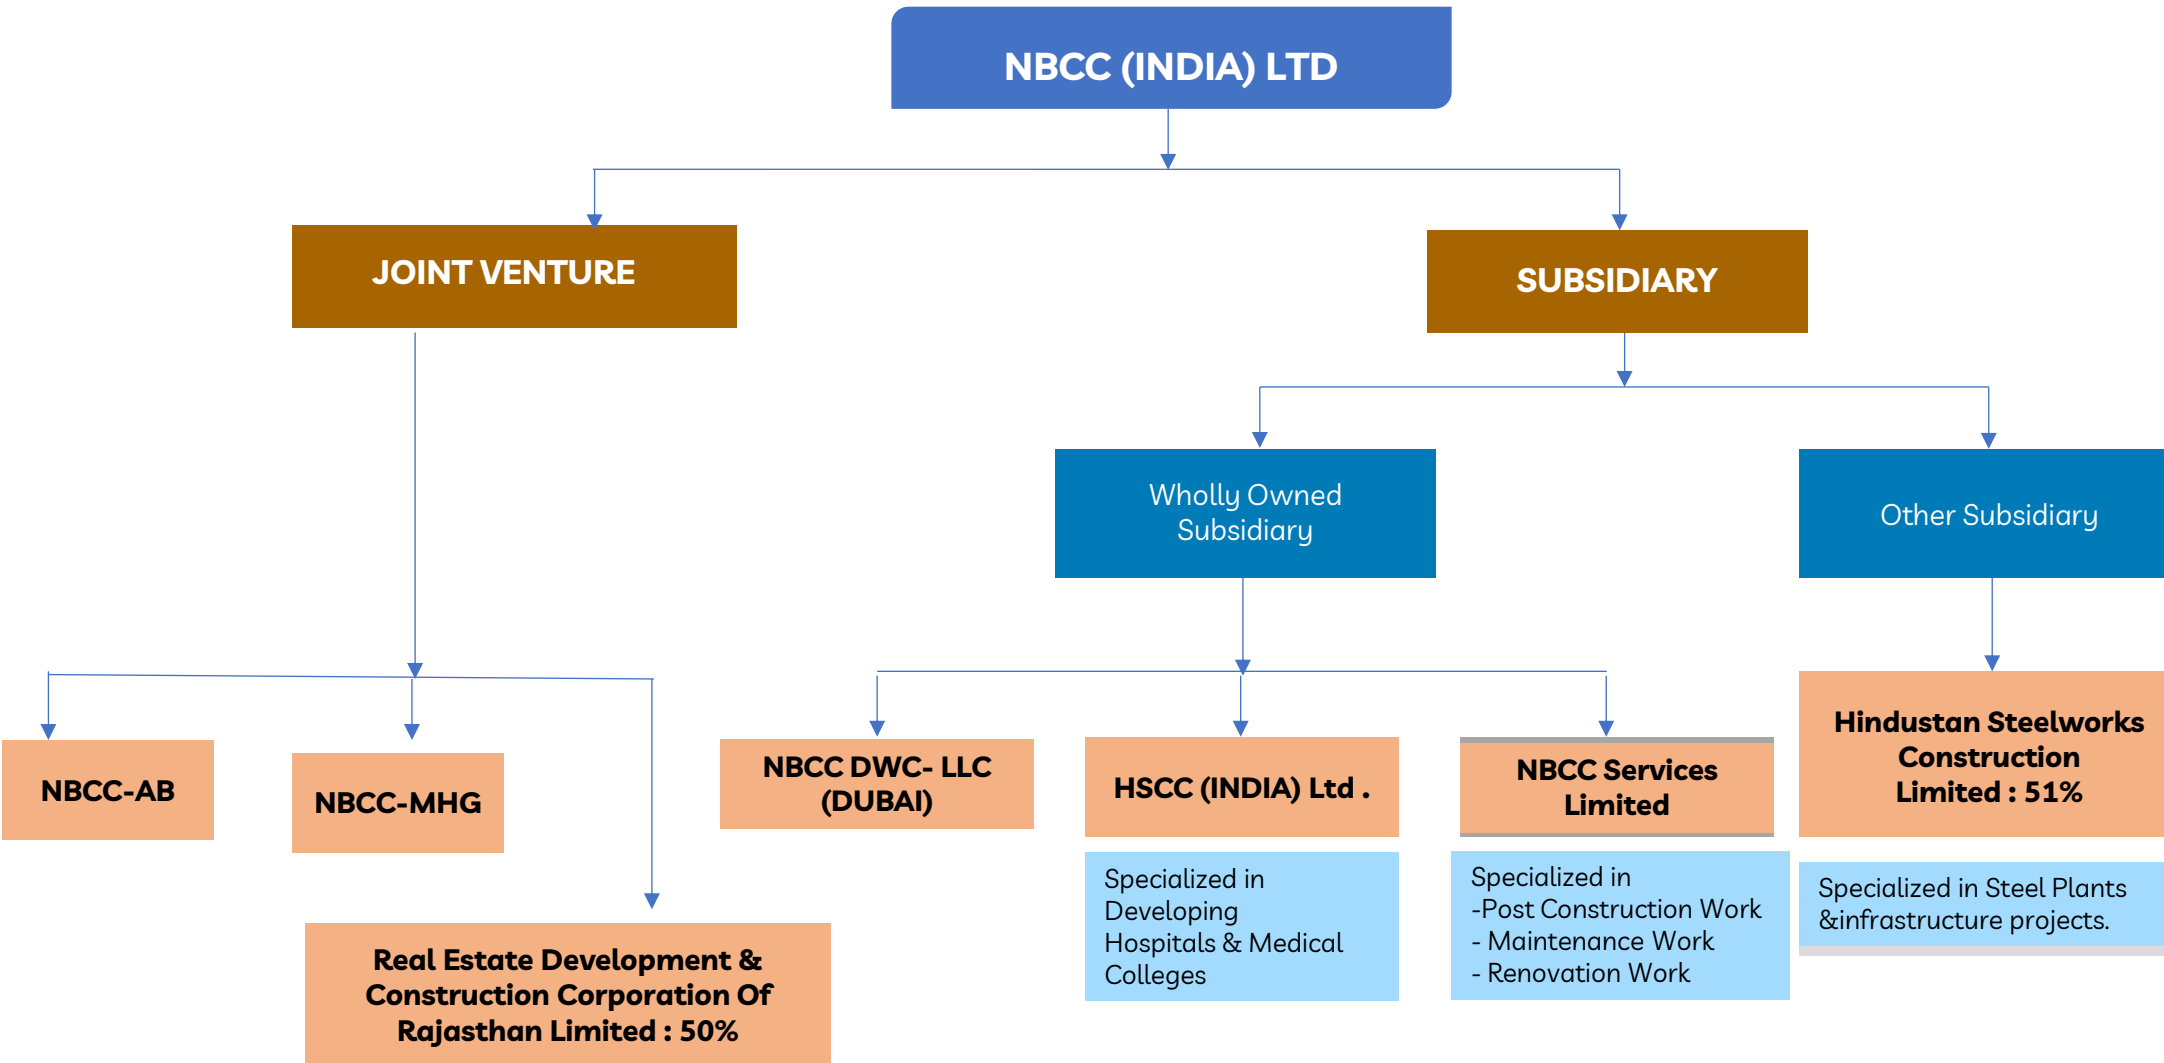 NBCC (INDIA) LTD
JOINT VENTURE
SUBSIDIARY
Wholly Owned
Subsidiary
Other Subsidiary
NBCC-AB
NBCC-MHG
Real Estate Development &
Construction Corporation Of
Rajasthan Limited : 50%
NBCC DWC- LLC
(DUBAI)
HSCC (INDIA) Ltd .
Specialized in
Developing
Hospitals & Medical
Colleges
NBCC Services
Limited
Specialized in
-Post Construction Work
- Maintenance Work
- Renovation Work
Hindustan Steelworks
Construction
Limited : 51%
Specialized in Steel Plants
&infrastructure projects.